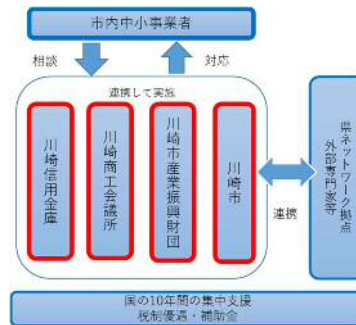 市内中小事業者
相談
対応
連携して実施
川崎信用金庫
川崎商工会議所
川崎市産業振興財団
川崎市
連携
県ネットワーク拠点
外部専門家等
国の10年間の集中支援
税制優遇・補助金